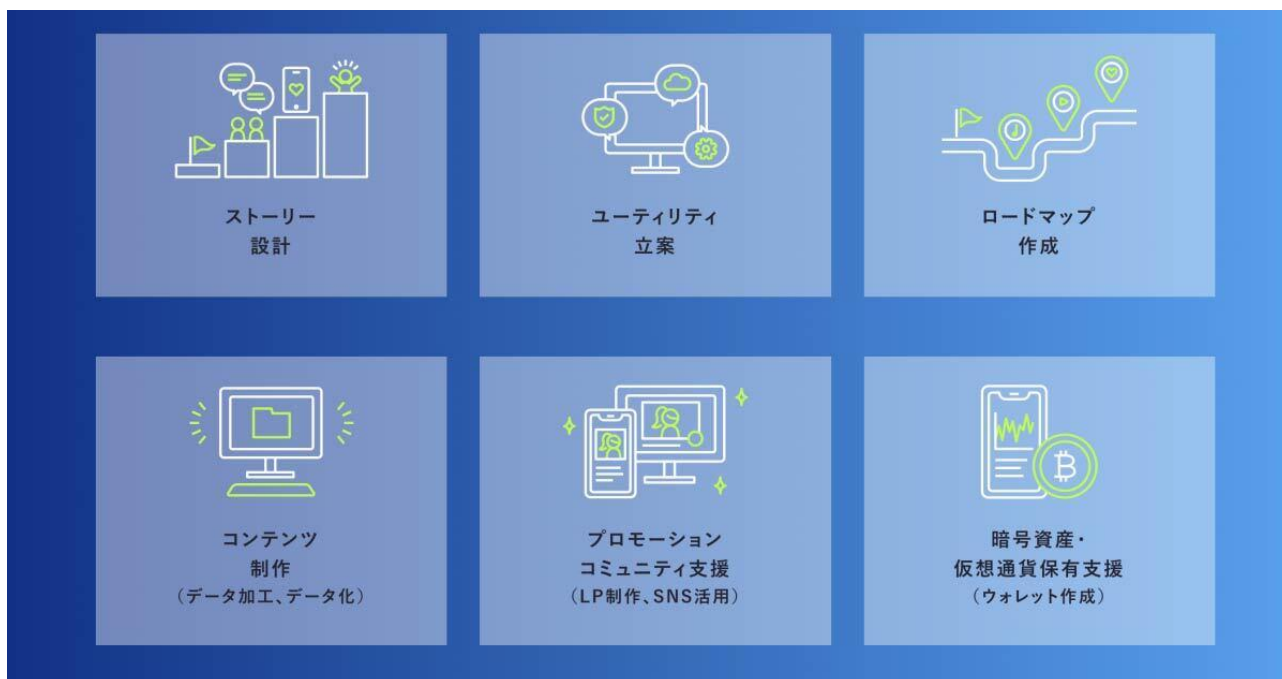 ストーリー
設計
ユーティリティ
立案
ロードマップ
作成
コンテンツ
制作
(データ加工、データ化)
プロモーション
コミュニティ支援
(LP制作、SNS活用)
暗号資産・
仮想通貨保有支援
(ウォレット作成)